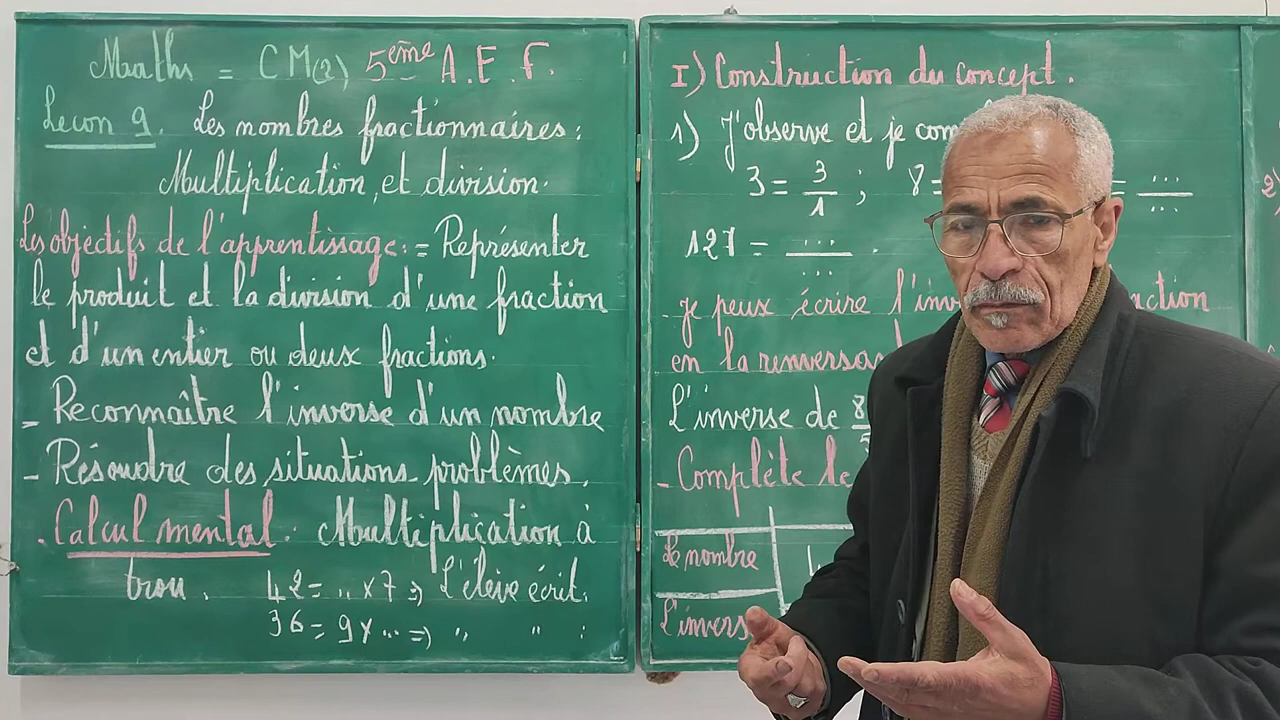 Maths = CM(2) 5ème A.E.F.
Leçon 9. Les nombres fractionnaires :
Multiplication et division.
Les objectifs de l'apprentissage : = Représenter
le produit et la division d'une fraction
et d'un entier ou deux fractions.
- Reconnaître l'inverse d'un nombre
- Résoudre des situations problèmes.
. Calcul mental. Multiplication à
trou. 42 = .. x 7 => L'élève écrit :
36 = 9 x ... => " " :
I) Construction du concept.
1) J'observe et je com
3 = 3/1 ; 8 = = .../...
127 = .../... .
- je peux écrire l'inv nction
en la renversa
L'inverse de 8/5
- Complète le
Le nombre
L'invers